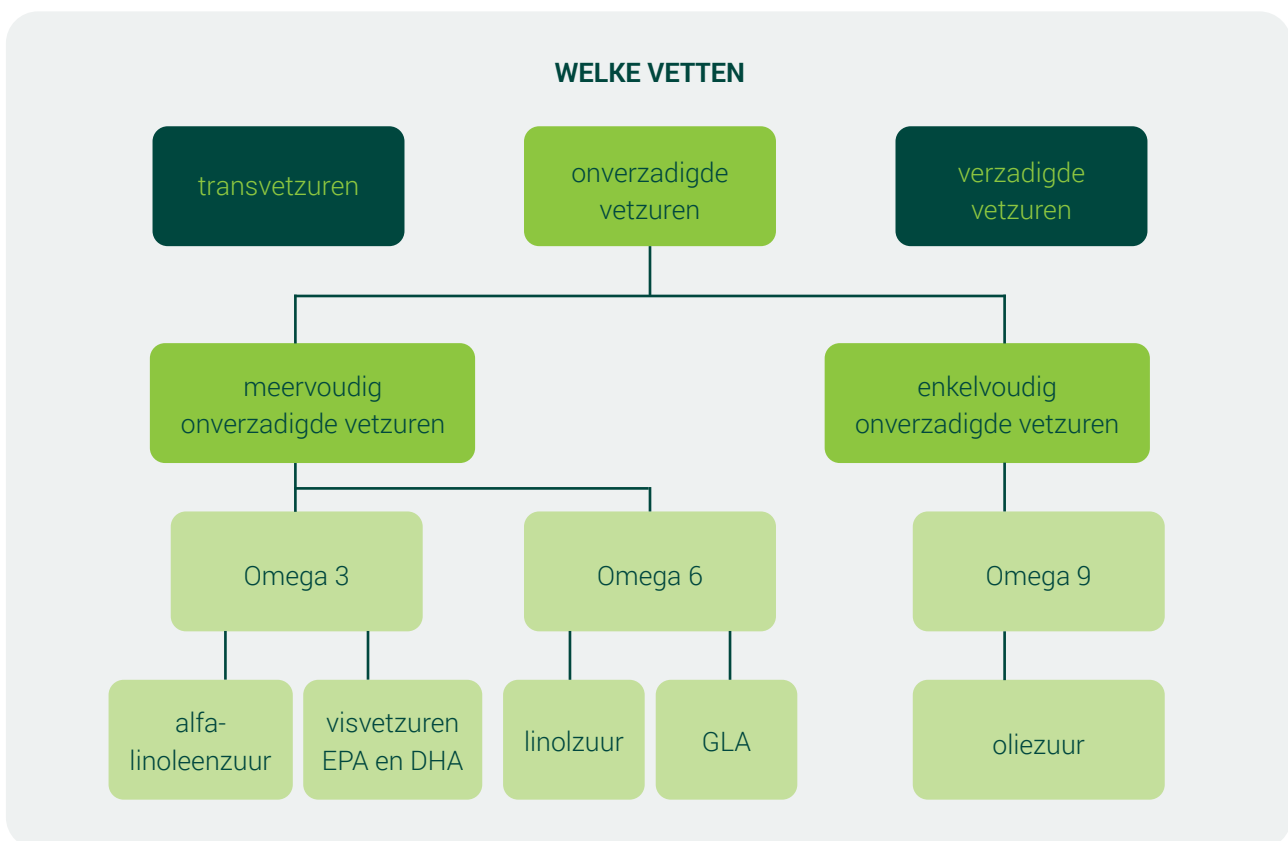 WELKE VETTEN
transvetzuren
onverzadigde
vetzuren
verzadigde
vetzuren
meervoudig
onverzadigde vetzuren
enkelvoudig
onverzadigde vetzuren
Omega 3
Omega 6
Omega 9
alfa-
linoleenzuur
visvetzuren
EPA en DHA
linolzuur
GLA
oliezuur